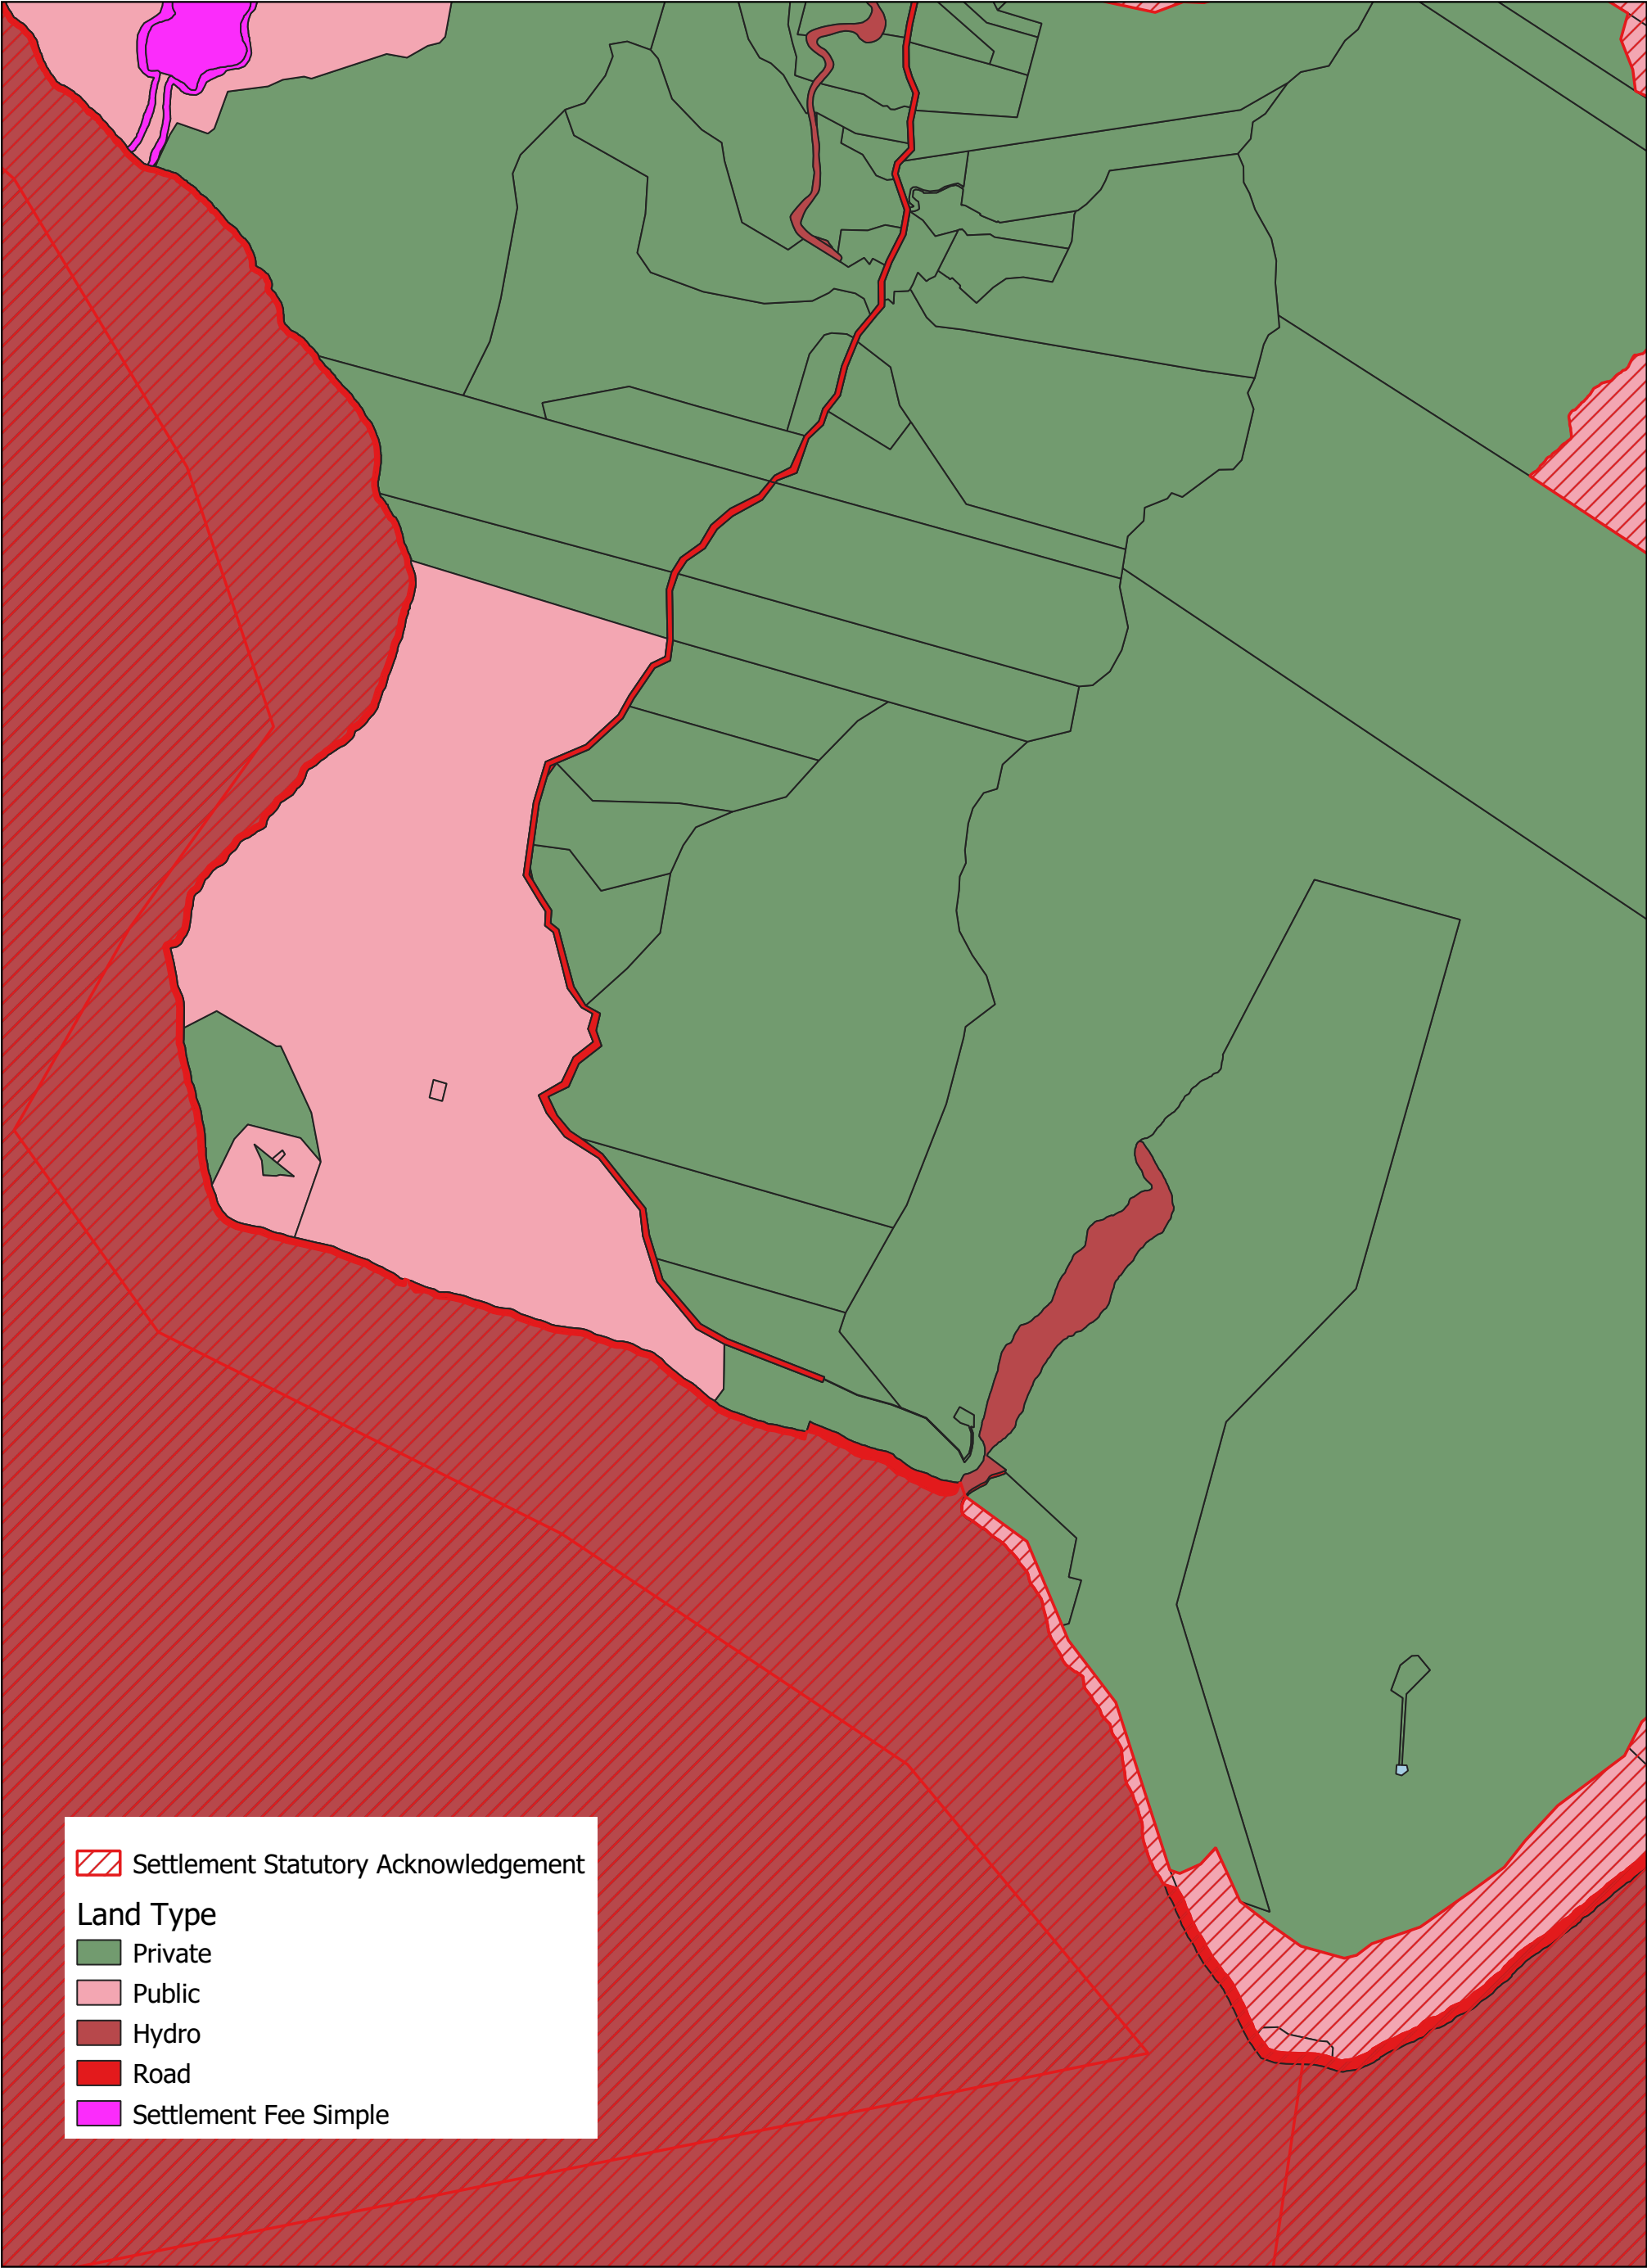 Settlement Statutory Acknowledgement
Land Type
Private
Public
Hydro
Road
Settlement Fee Simple